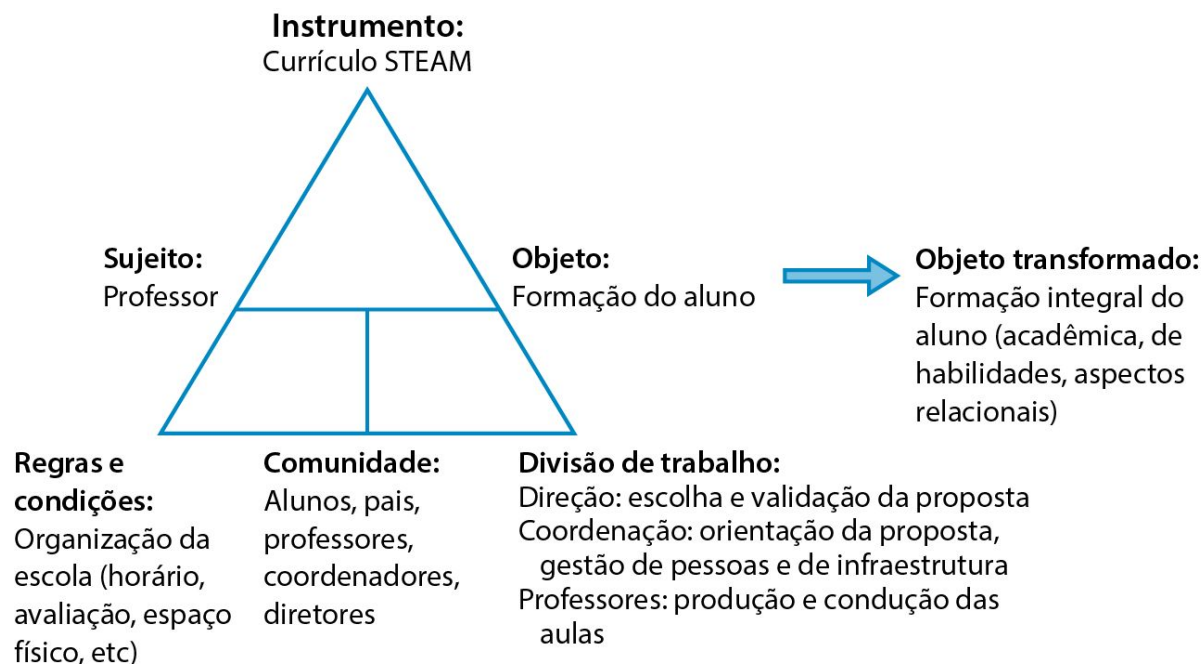 Instrumento:
Currículo STEAM
Sujeito:
Professor
Objeto:
Formação do aluno
Objeto transformado:
Formação integral do
aluno (acadêmica, de
habilidades, aspectos
relacionais)
Regras e
condições:
Organização da
escola (horário,
avaliação, espaço
físico, etc)
Comunidade:
Alunos, pais,
professores,
coordenadores,
diretores
Divisão de trabalho:
Direção: escolha e validação da proposta
Coordenação: orientação da proposta,
gestão de pessoas e de infraestrutura
Professores: produção e condução das
aulas